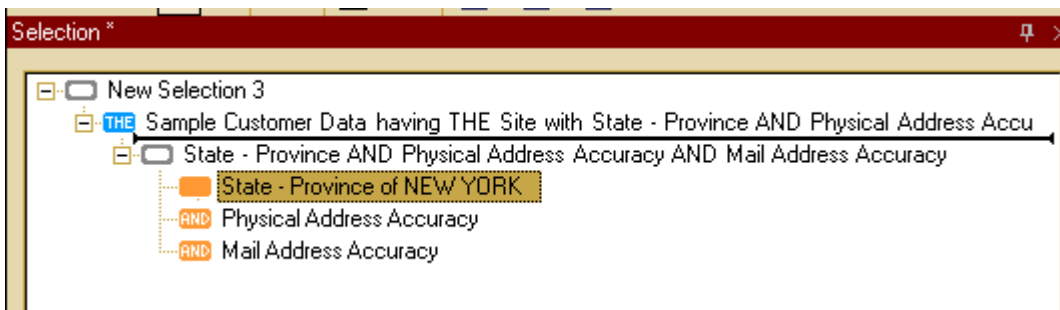 Selection *
New Selection 3
THE Sample Customer Data having THE Site with State - Province AND Physical Address Accu
State - Province AND Physical Address Accuracy AND Mail Address Accuracy
State - Province of NEW YORK
AND Physical Address Accuracy
AND Mail Address Accuracy